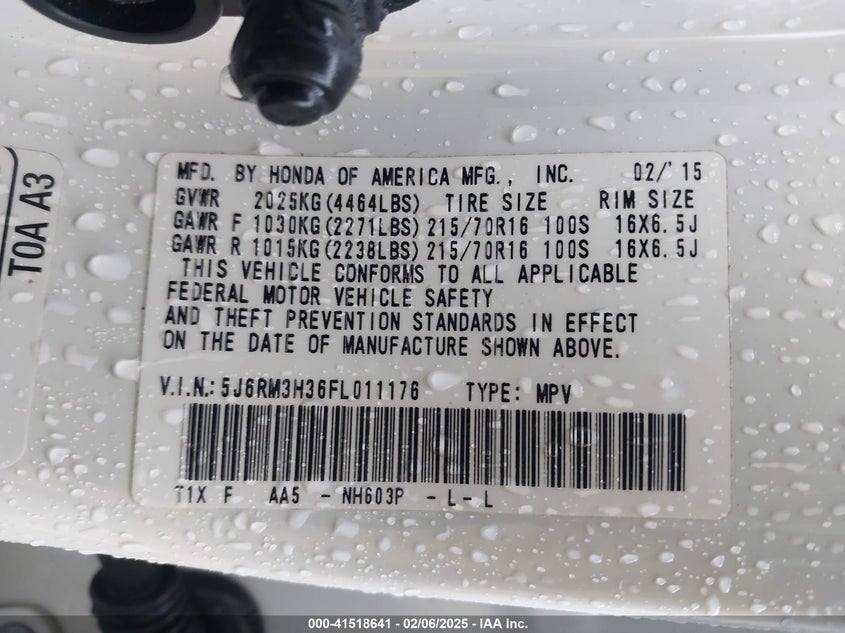 MFD. BY HONDA OF AMERICA MFG., INC. 02/'15
GVWR 2025KG(4464LBS) TIRE SIZE RIM SIZE
GAWR F 1030KG(2271LBS) 215/70R16 100S 16X6.5J
GAWR R 1015KG(2238LBS) 215/70R16 100S 16X6.5J
THIS VEHICLE CONFORMS TO ALL APPLICABLE
FEDERAL MOTOR VEHICLE SAFETY
AND THEFT PREVENTION STANDARDS IN EFFECT
ON THE DATE OF MANUFACTURE SHOWN ABOVE.
V.I.N.: 5J6RM3H36FL011176 TYPE: MPV
T1X F AA5 - NH603P - L - L
TOA A3
000-41518641 - 02/06/2025 - IAA Inc.